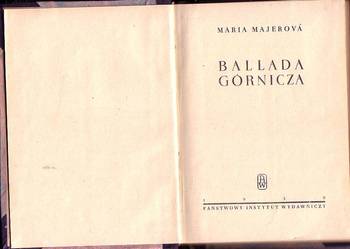 MARIA MAJEROVÁ
BALLADA
GÓRNICZA
PAŃSTWOWY INSTYTUT WYDAWNICZY